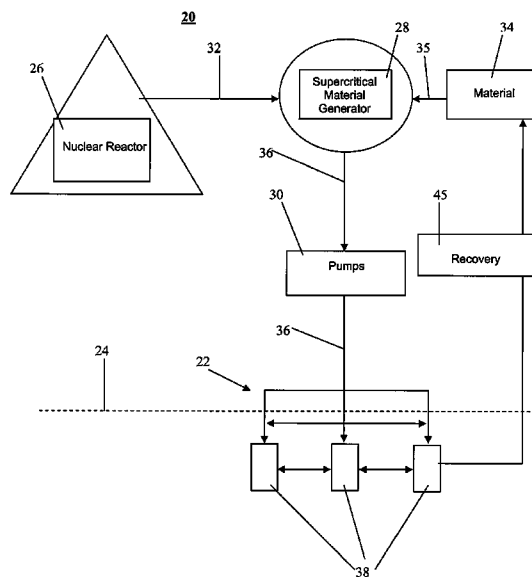 20
28
34
32
35
26
Supercritical
Material
Generator
Material
Nuclear Reactor
36
30
45
Pumps
Recovery
36
24
22
38